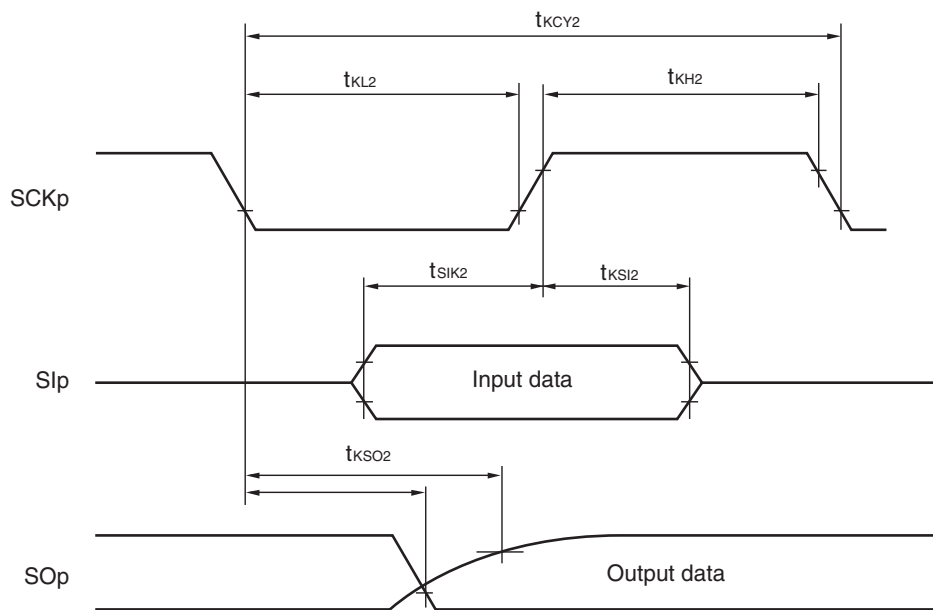 tKCY2
tKL2
tKH2
SCKp
tSIK2
tKSI2
SIp
Input data
tKSO2
SOp
Output data